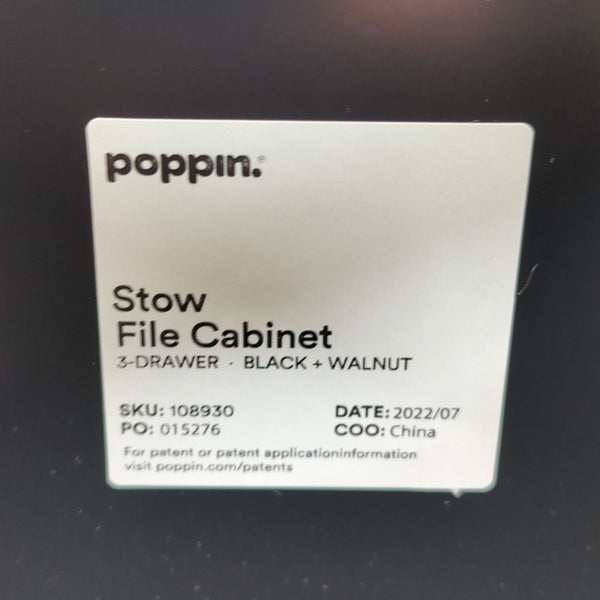 poppin.®
Stow
File Cabinet
3-DRAWER · BLACK + WALNUT
SKU: 108930 DATE: 2022/07
PO: 015276 COO: China
For patent or patent applicationinformation
visit poppin.com/patents